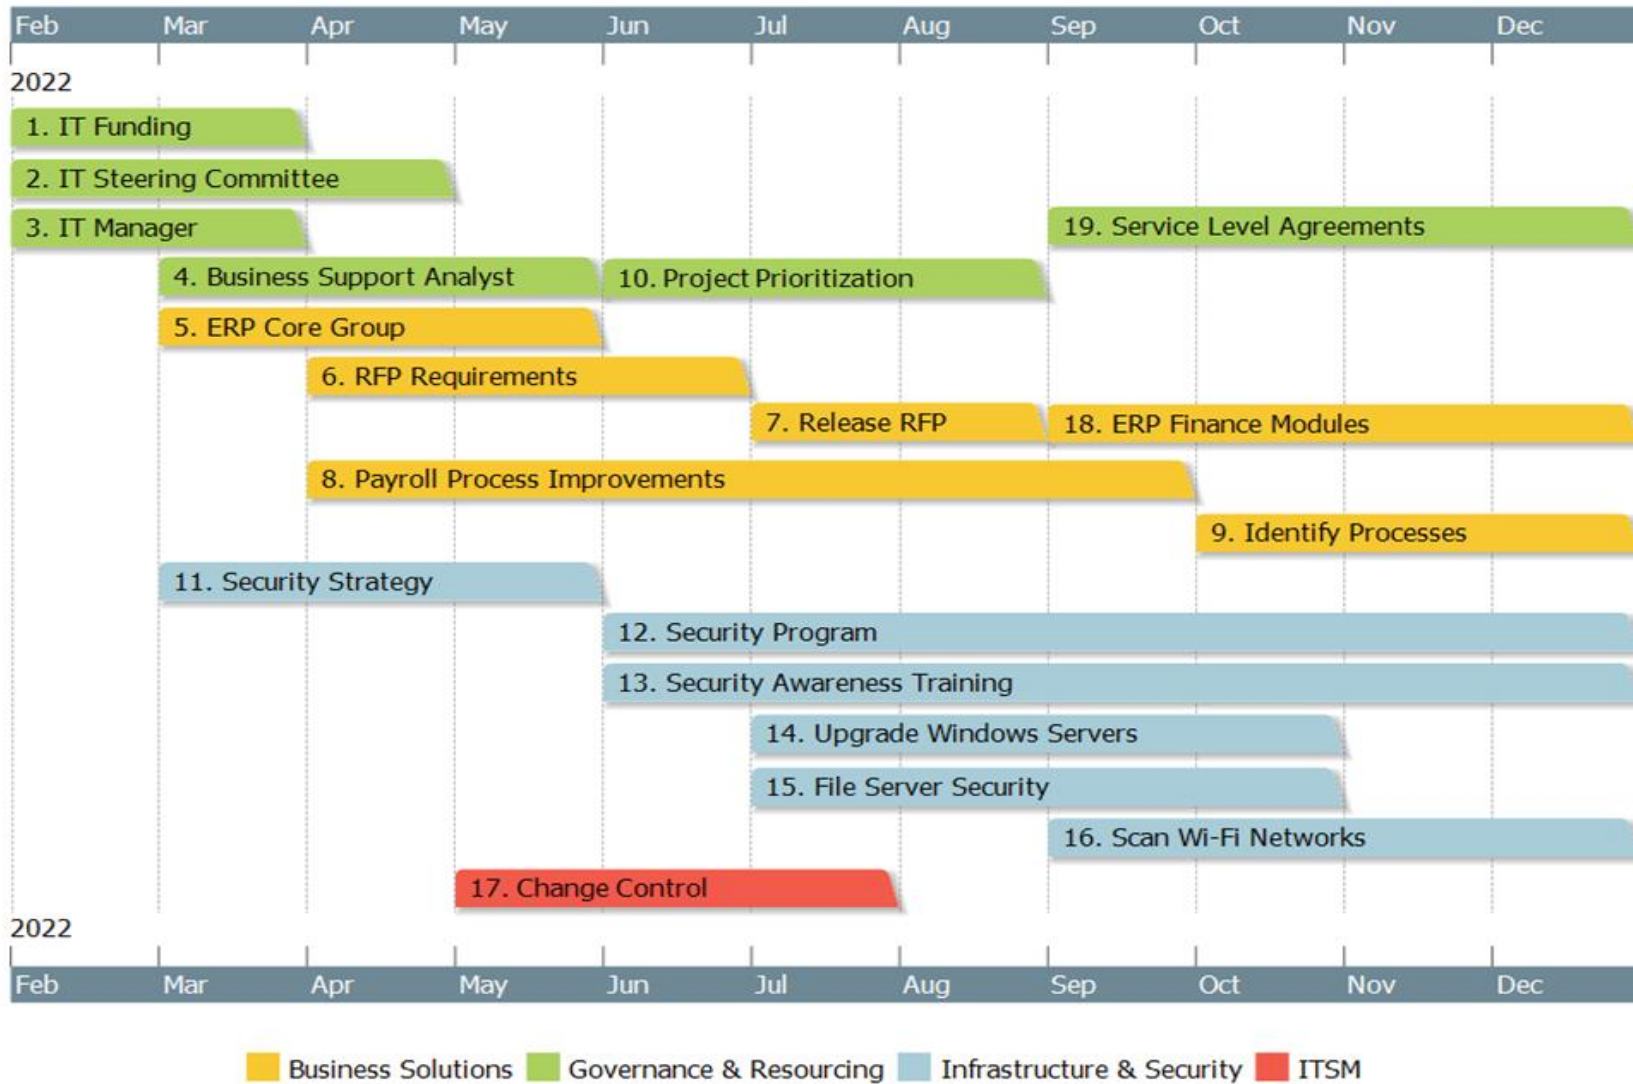 Feb Mar Apr May Jun Jul Aug Sep Oct Nov Dec
2022
1. IT Funding
2. IT Steering Committee
3. IT Manager
19. Service Level Agreements
4. Business Support Analyst
10. Project Prioritization
5. ERP Core Group
6. RFP Requirements
7. Release RFP
18. ERP Finance Modules
8. Payroll Process Improvements
9. Identify Processes
11. Security Strategy
12. Security Program
13. Security Awareness Training
14. Upgrade Windows Servers
15. File Server Security
16. Scan Wi-Fi Networks
17. Change Control
2022
Feb Mar Apr May Jun Jul Aug Sep Oct Nov Dec
Business Solutions Governance & Resourcing Infrastructure & Security ITSM